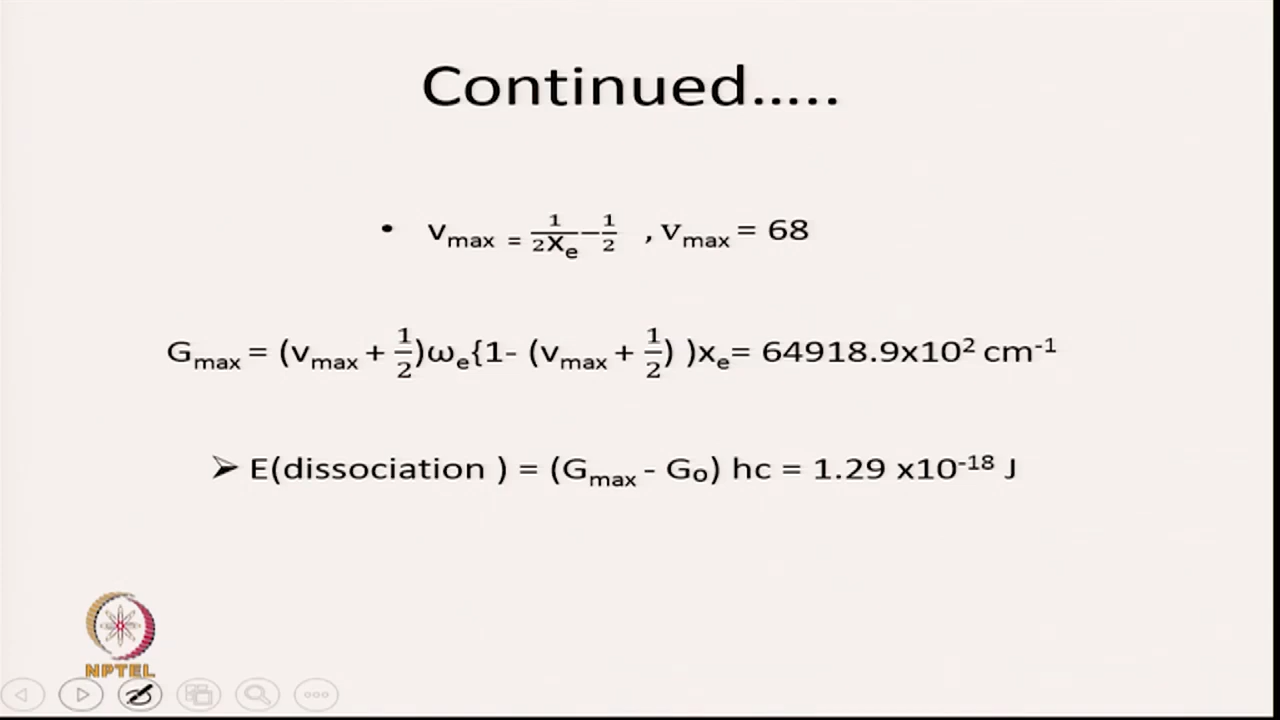 Continued.....
• v_max = 1/(2x_e) − 1/2 , v_max = 68
G_max = (v_max + 1/2)ω_e{1- (v_max + 1/2) )x_e = 64918.9x10² cm⁻¹
➢ E(dissociation ) = (G_max - G₀) hc = 1.29 x10⁻¹⁸ J
NPTEL